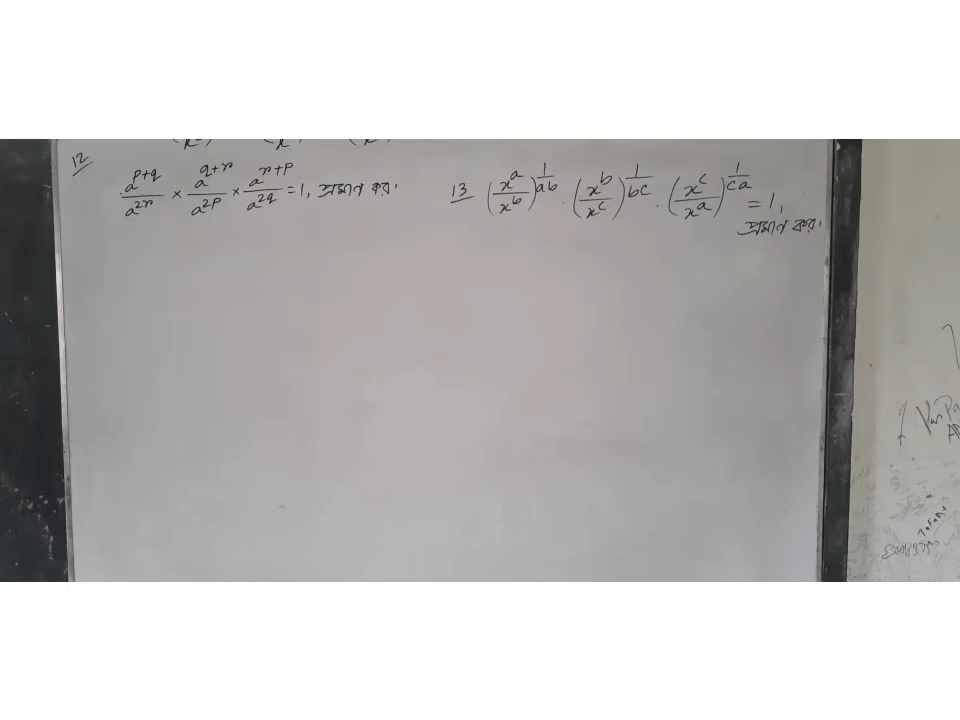 12
a^{p+q}/a^{2r} × a^{q+r}/a^{2p} × a^{r+p}/a^{2q} = 1, প্রমাণ কর।
13 (x^a/x^b)^{1/ab} . (x^b/x^c)^{1/bc} . (x^c/x^a)^{1/ca} = 1,
প্রমাণ কর।